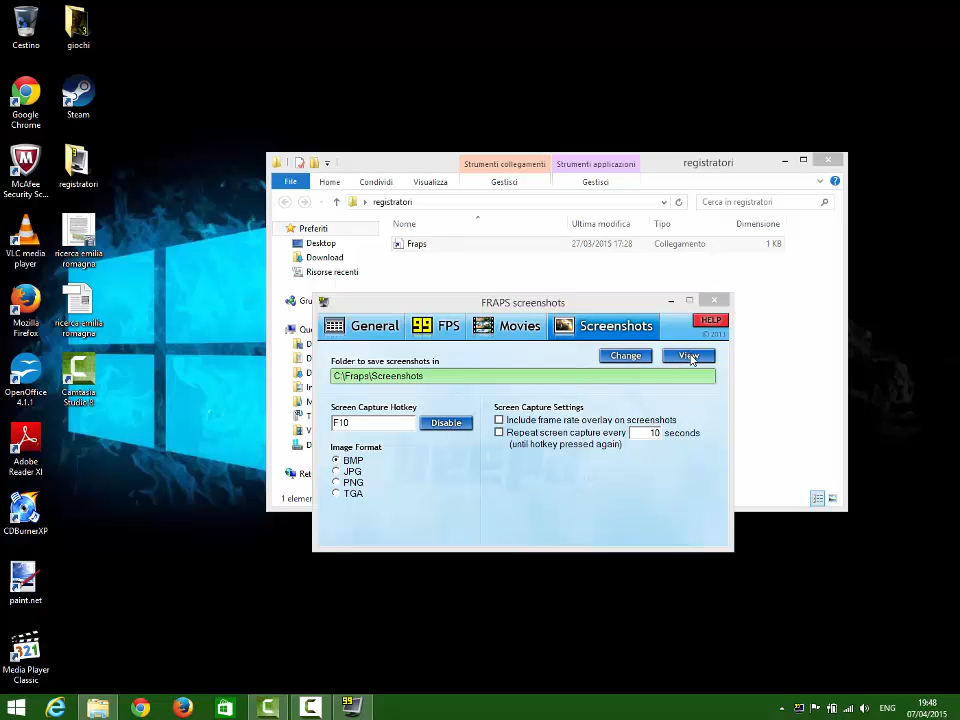 Cestino
giochi
Google
Chrome
Steam
McAfee
Security Sc...
registratori
VLC media
player
ricerca emilia
romagna
Mozilla
Firefox
ricerca emilia
romagna
OpenOffice
4.1.1
Camtasia
Studio 8
Adobe
Reader XI
CDBurnerXP
paint.net
Media Player
Classic
Strumenti collegamenti
Strumenti applicazioni
registratori
File
Home
Condividi
Visualizza
Gestisci
Gestisci
registratori
Cerca in registratori
Preferiti
Desktop
Download
Risorse recenti
Nome
Ultima modifica
Tipo
Dimensione
Fraps
27/03/2015 17:28
Collegamento
1 KB
Gru
Que
Ret
1 elemen
FRAPS screenshots
General
99 FPS
Movies
Screenshots
HELP
© 2013
Folder to save screenshots in
Change
View
C:\Fraps\Screenshots
Screen Capture Hotkey
F10
Disable
Image Format
BMP
JPG
PNG
TGA
Screen Capture Settings
Include frame rate overlay on screenshots
Repeat screen capture every 10 seconds
(until hotkey pressed again)
ENG
19:48
07/04/2015